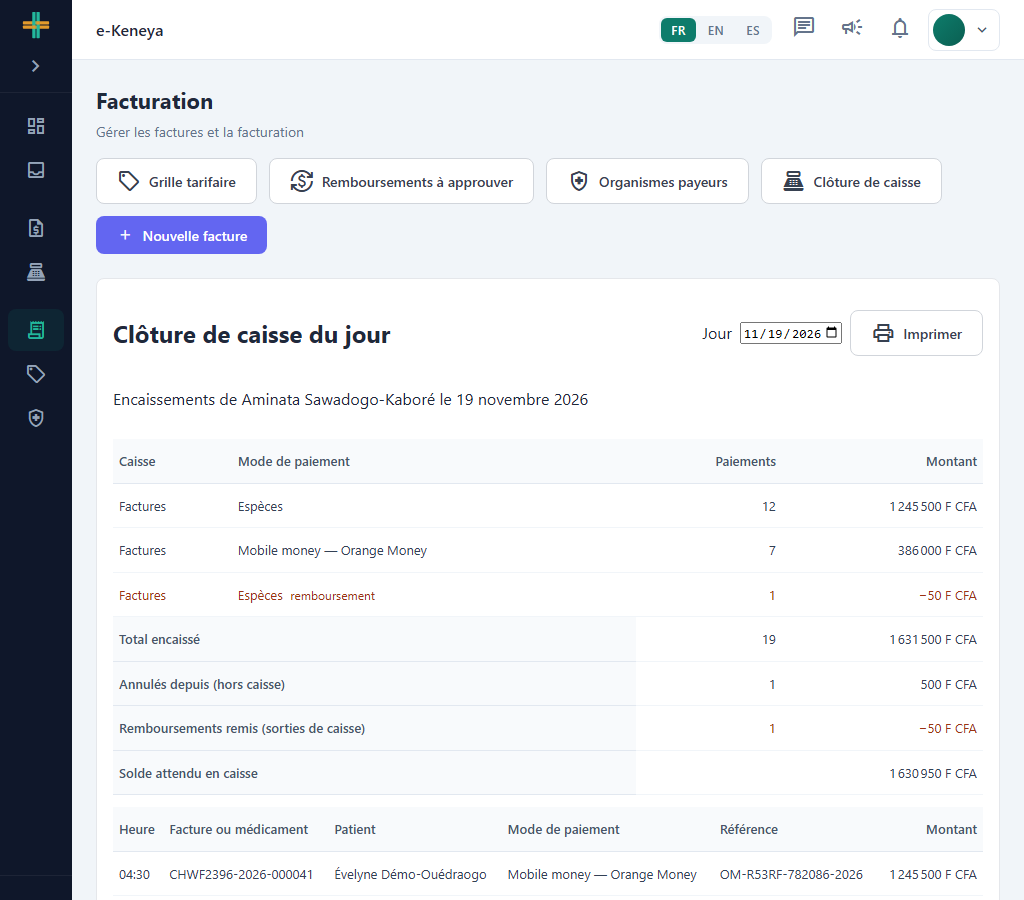 e-Keneya
FR EN ES
Facturation
Gérer les factures et la facturation
Grille tarifaire
Remboursements à approuver
Organismes payeurs
Clôture de caisse
+ Nouvelle facture
Clôture de caisse du jour
Jour 11/19/2026
Imprimer
Encaissements de Aminata Sawadogo-Kaboré le 19 novembre 2026
Caisse Mode de paiement Paiements Montant
Factures Espèces 12 1 245 500 F CFA
Factures Mobile money — Orange Money 7 386 000 F CFA
Factures Espèces remboursement 1 −50 F CFA
Total encaissé 19 1 631 500 F CFA
Annulés depuis (hors caisse) 1 500 F CFA
Remboursements remis (sorties de caisse) 1 −50 F CFA
Solde attendu en caisse 1 630 950 F CFA
Heure Facture ou médicament Patient Mode de paiement Référence Montant
04:30 CHWF2396-2026-000041 Évelyne Démo-Ouédraogo Mobile money — Orange Money OM-R53RF-782086-2026 1 245 500 F CFA